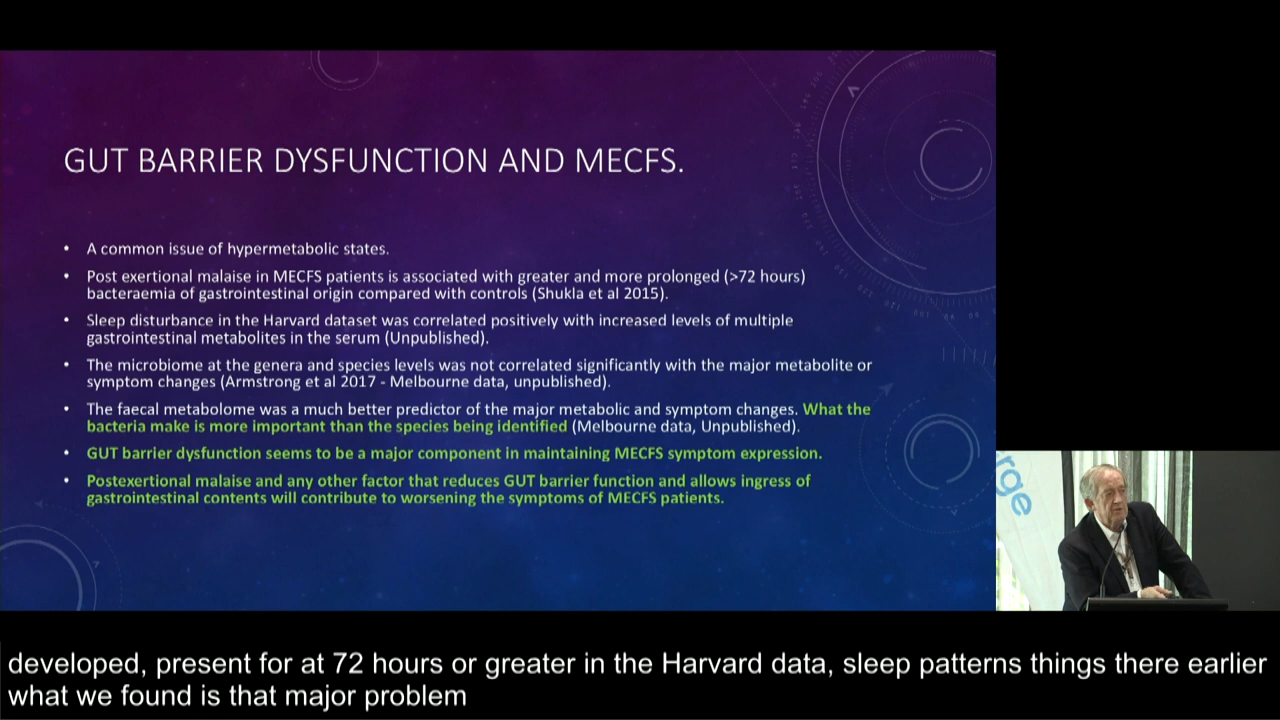 GUT BARRIER DYSFUNCTION AND MECFS.
• A common issue of hypermetabolic states.
• Post exertional malaise in MECFS patients is associated with greater and more prolonged (>72 hours)
bacteraemia of gastrointestinal origin compared with controls (Shukla et al 2015).
• Sleep disturbance in the Harvard dataset was correlated positively with increased levels of multiple
gastrointestinal metabolites in the serum (Unpublished).
• The microbiome at the genera and species levels was not correlated significantly with the major metabolite or
symptom changes (Armstrong et al 2017 - Melbourne data, unpublished).
• The faecal metabolome was a much better predictor of the major metabolic and symptom changes. What the
bacteria make is more important than the species being identified (Melbourne data, Unpublished).
• GUT barrier dysfunction seems to be a major component in maintaining MECFS symptom expression.
• Postexertional malaise and any other factor that reduces GUT barrier function and allows ingress of
gastrointestinal contents will contribute to worsening the symptoms of MECFS patients.
rge
developed, present for at 72 hours or greater in the Harvard data, sleep patterns things there earlier
what we found is that major problem